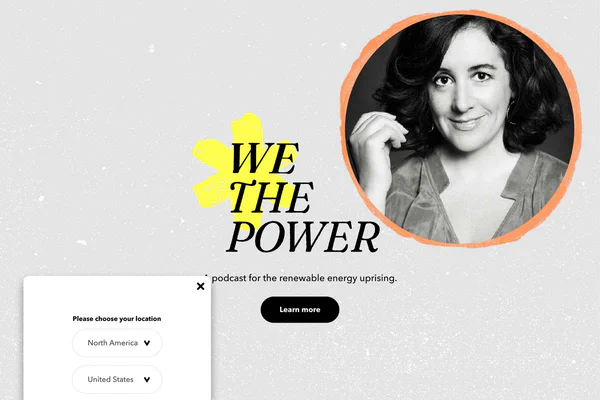 WE
THE
POWER
podcast for the renewable energy uprising.
Learn more
Please choose your location
North America
United States